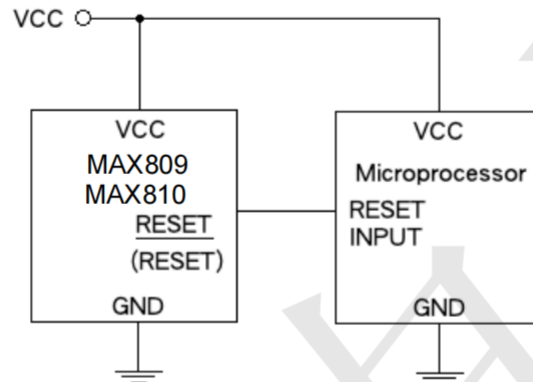 VCC
VCC
MAX809
MAX810
RESET
(RESET)
GND
VCC
Microprocessor
RESET
INPUT
GND